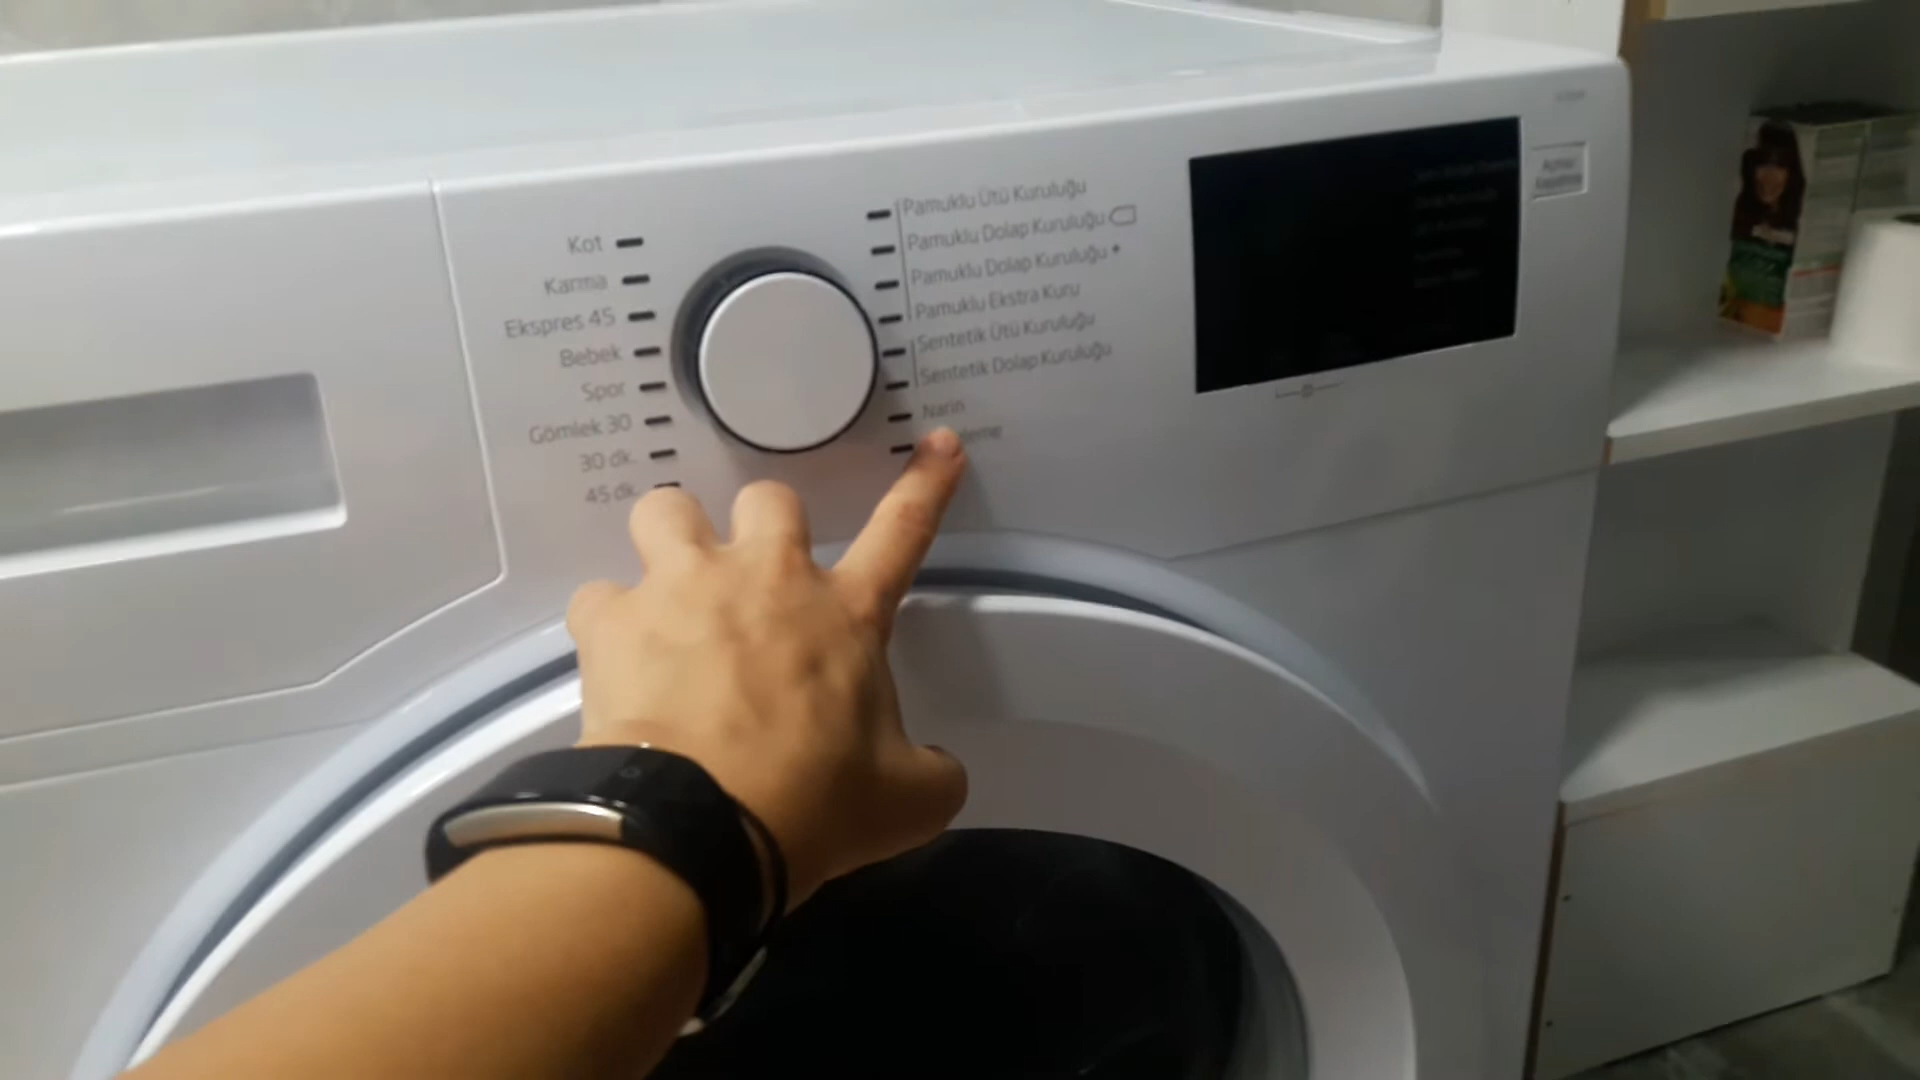 Kot
Karma
Ekspres 45
Bebek
Spor
Gömlek 30
30 dk.
45 dk.
Pamuklu Ütü Kuruluğu
Pamuklu Dolap Kuruluğu
Pamuklu Dolap Kuruluğu +
Pamuklu Ekstra Kuru
Sentetik Ütü Kuruluğu
Sentetik Dolap Kuruluğu
Narin